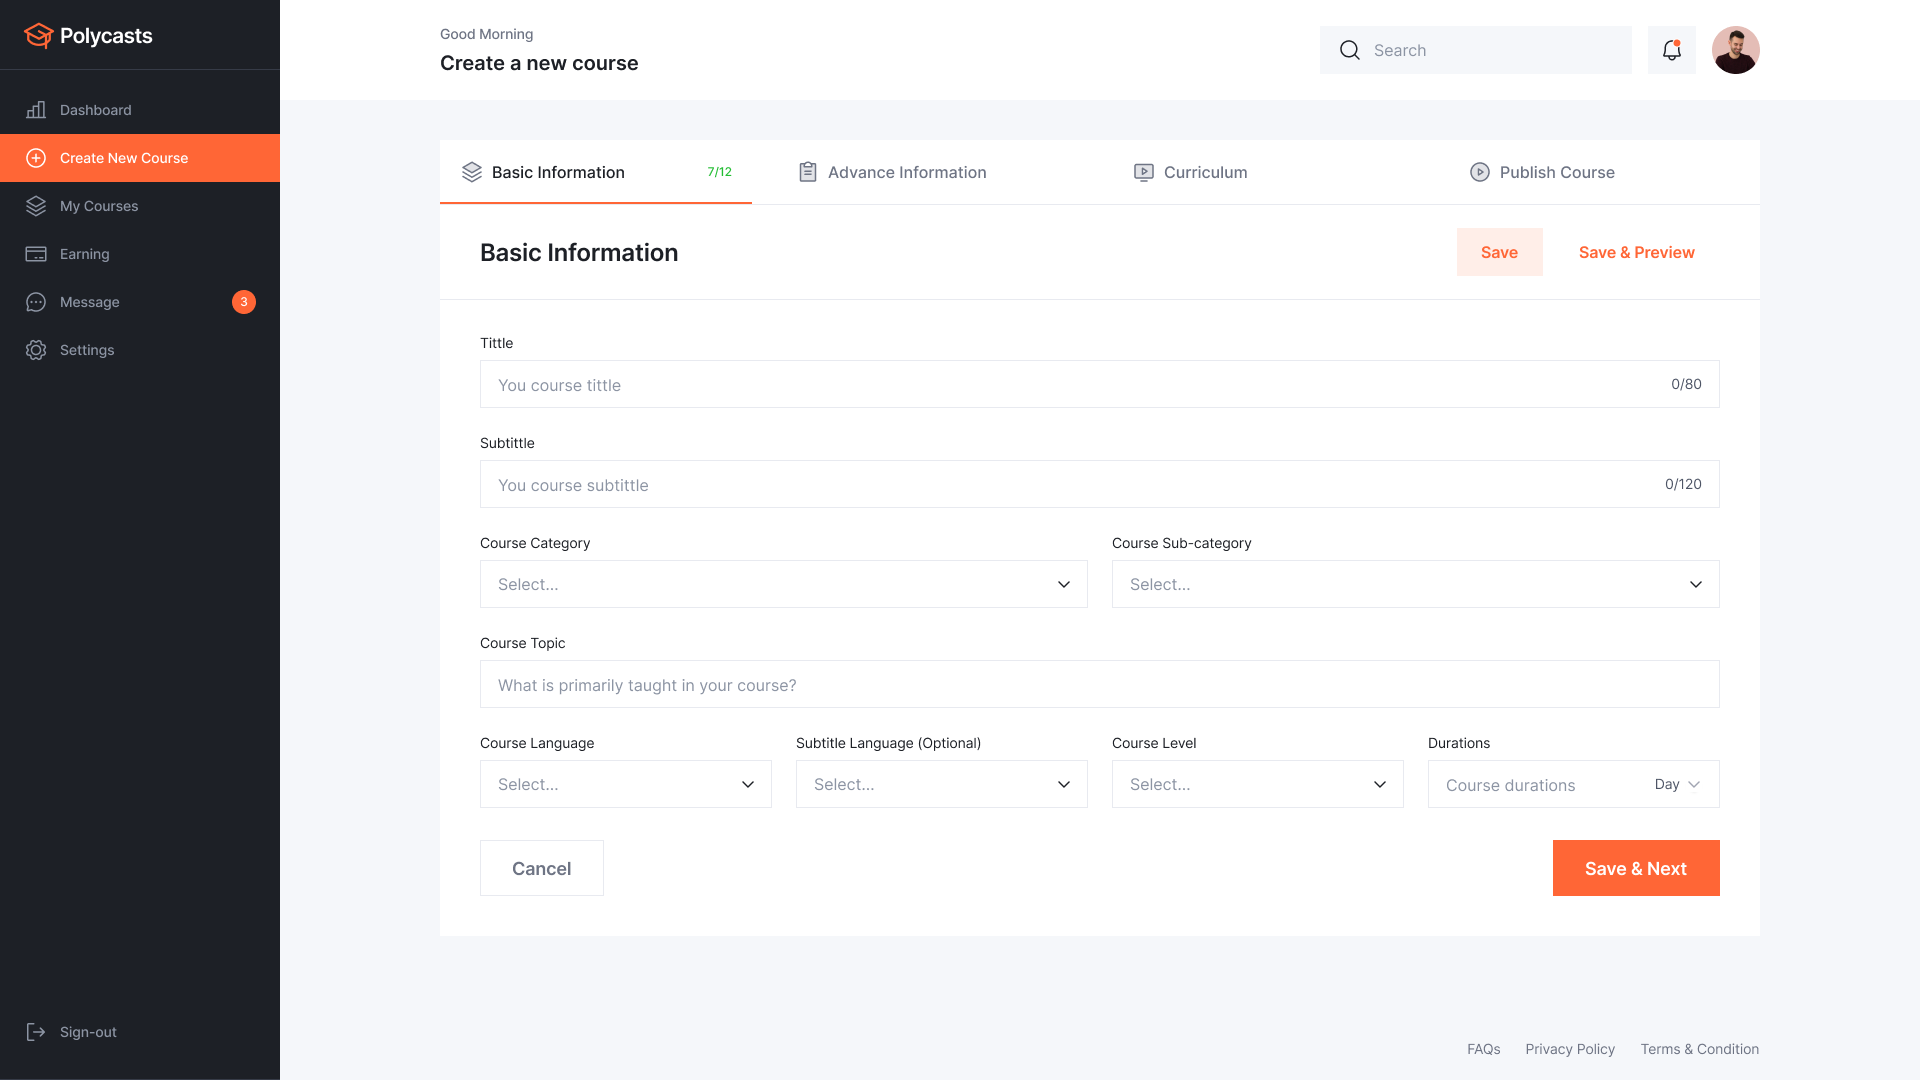 Polycasts
Dashboard
Create New Course
My Courses
Earning
Message
3
Settings
Sign-out
Good Morning
Create a new course
Search
Basic Information
7/12
Advance Information
Curriculum
Publish Course
Basic Information
Save
Save & Preview
Tittle
You course tittle
0/80
Subtittle
You course subtittle
0/120
Course Category
Select...
Course Sub-category
Select...
Course Topic
What is primarily taught in your course?
Course Language
Select...
Subtitle Language (Optional)
Select...
Course Level
Select...
Durations
Course durations
Day
Cancel
Save & Next
FAQs
Privacy Policy
Terms & Condition